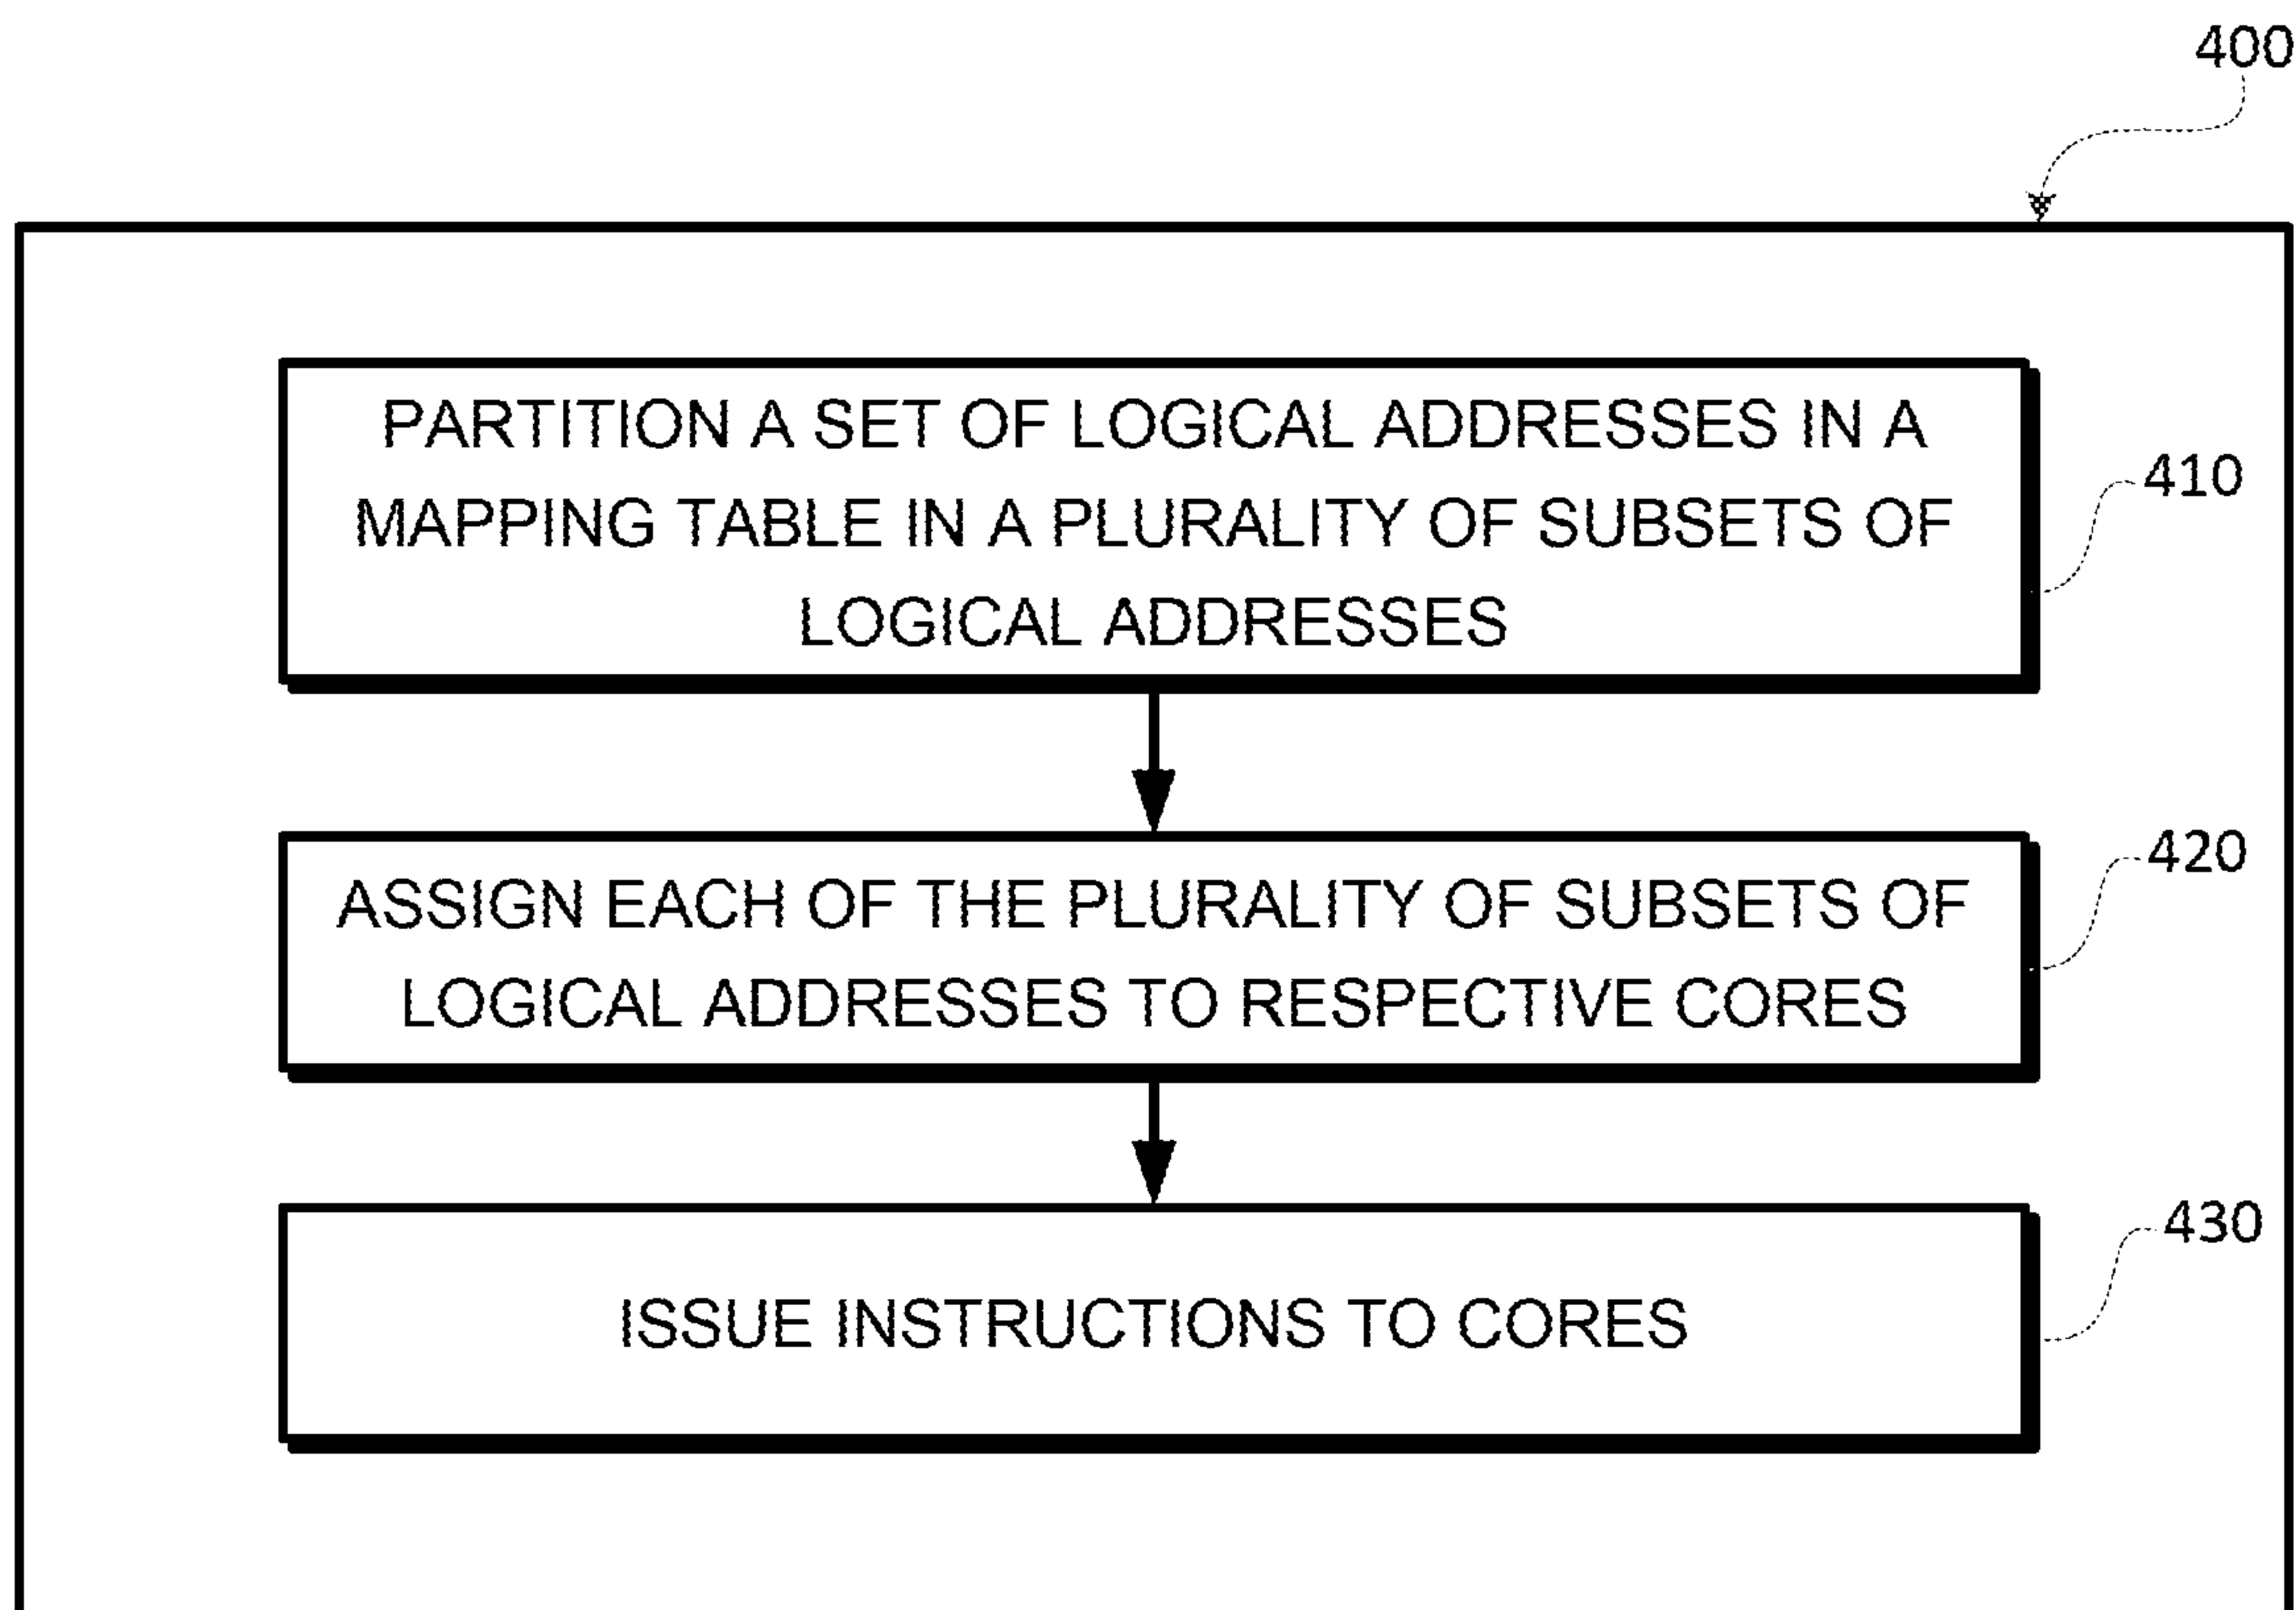 400
PARTITION A SET OF LOGICAL ADDRESSES IN A
MAPPING TABLE IN A PLURALITY OF SUBSETS OF
LOGICAL ADDRESSES
410
ASSIGN EACH OF THE PLURALITY OF SUBSETS OF
LOGICAL ADDRESSES TO RESPECTIVE CORES
420
ISSUE INSTRUCTIONS TO CORES
430